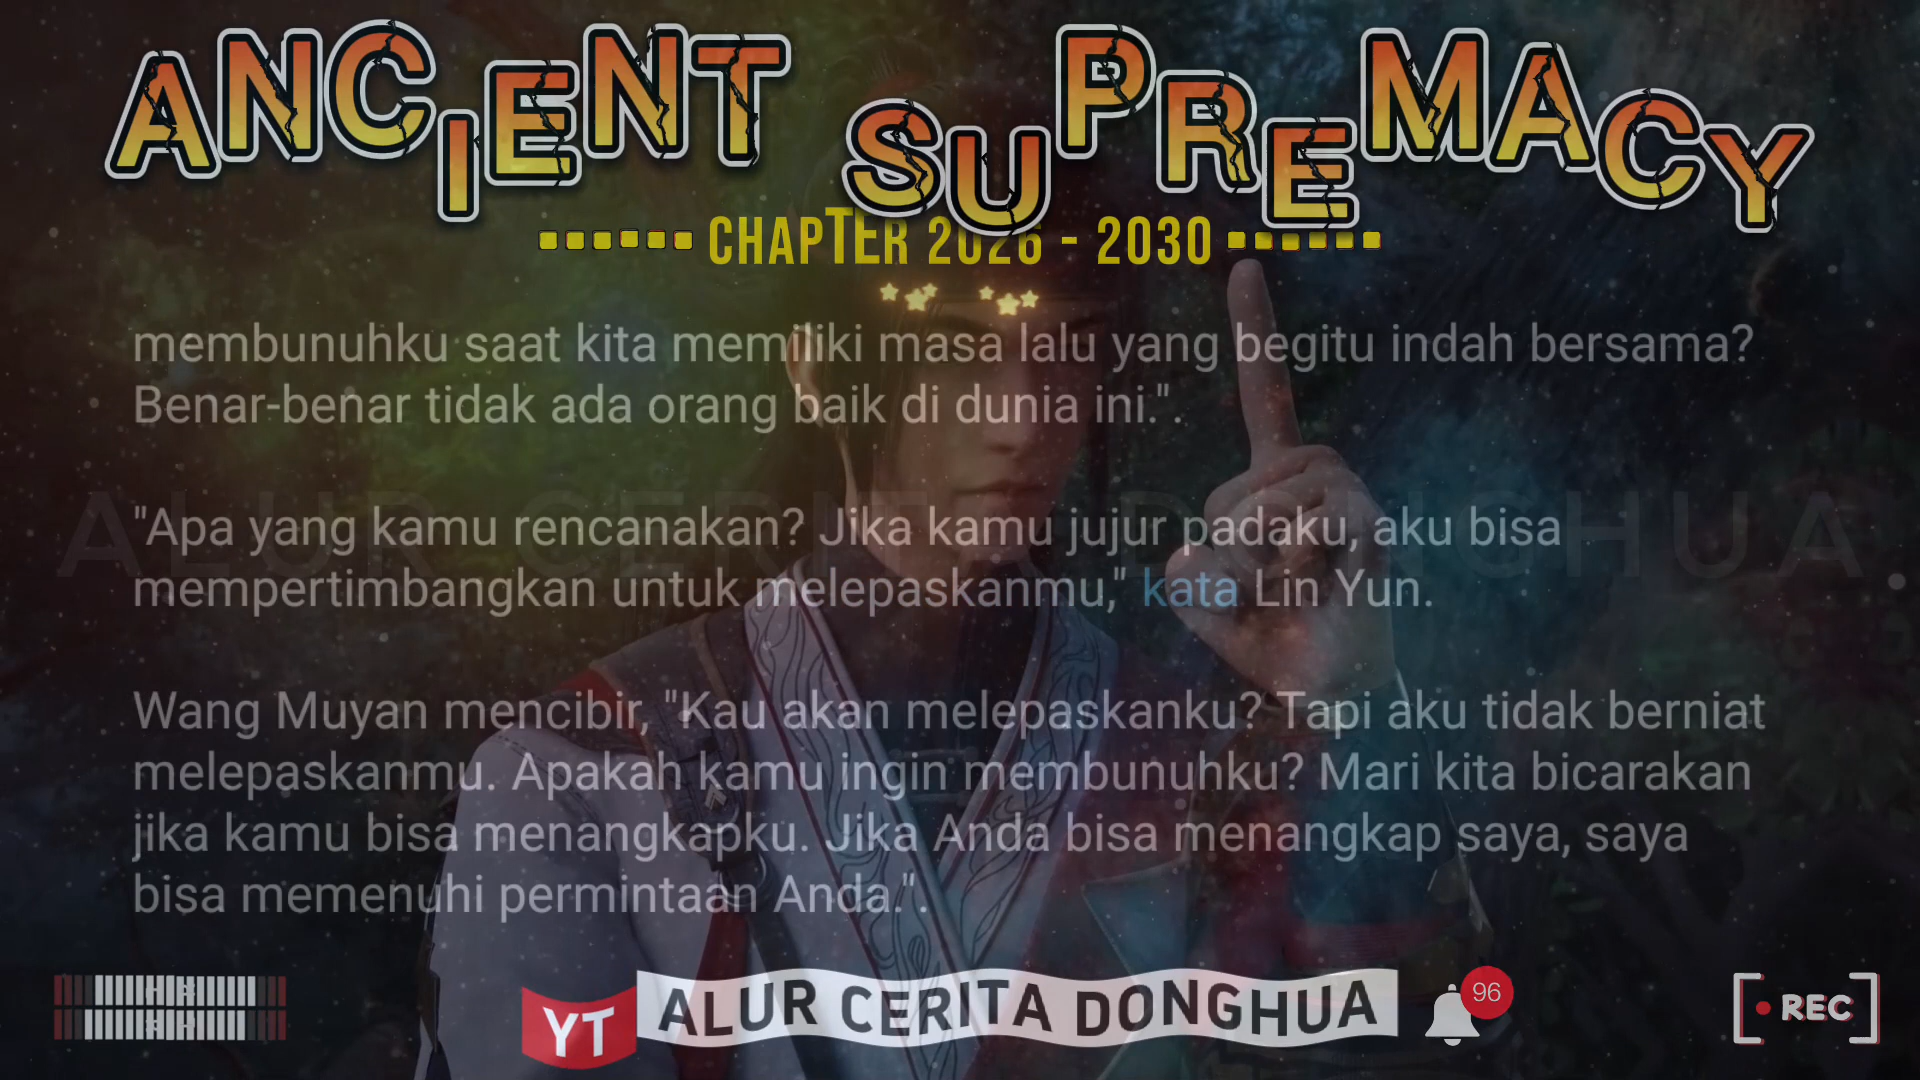 ANCIENT SUPREMACY
CHAPTER 2026 - 2030
membunuhku saat kita memiliki masa lalu yang begitu indah bersama?
Benar-benar tidak ada orang baik di dunia ini.".
ALUR CERITA DONGHUA
"Apa yang kamu rencanakan? Jika kamu jujur padaku, aku bisa
mempertimbangkan untuk melepaskanmu," kata Lin Yun.
Wang Muyan mencibir, "Kau akan melepaskanku? Tapi aku tidak berniat
melepaskanmu. Apakah kamu ingin membunuhku? Mari kita bicarakan
jika kamu bisa menangkapku. Jika Anda bisa menangkap saya, saya
bisa memenuhi permintaan Anda.".
YT ALUR CERITA DONGHUA
96
REC